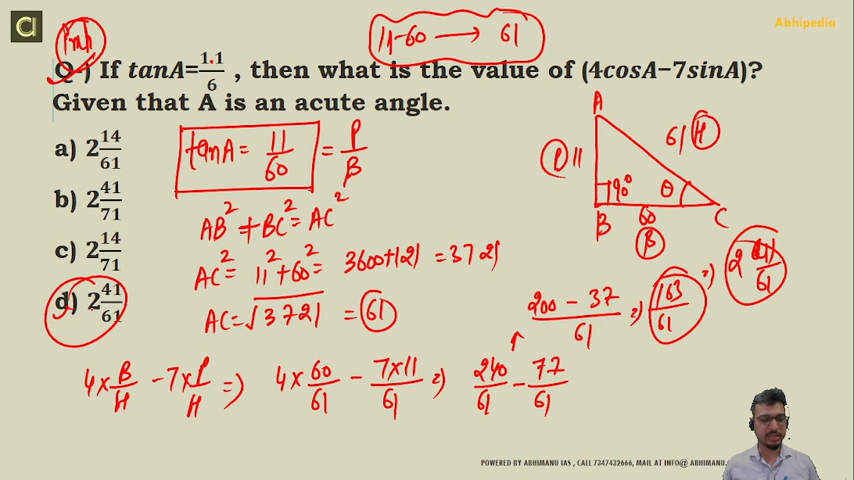 a
Abhipedia
Imp
11-60 → 61
Q-) If tanA=1.1/6 , then what is the value of (4cosA−7sinA)?
Given that A is an acute angle.
a) 2 14/61
b) 2 41/71
c) 2 14/71
d) 2 41/61
tanA = 11/60 = P/B
AB² + BC² = AC²
AC² = 11² + 60² = 3600+121 = 3721
AC = √3721 = 61
A
P 11
61 H
90° θ
B 60 C
B
200 − 37/61 ⇒ 163/61 ⇒ 2 41/61
4 × B/H − 7 × P/H ⇒ 4 × 60/61 − 7×11/61 ⇒ 240/61 − 77/61
POWERED BY ABHIMANU IAS , CALL 7347432666, MAIL AT INFO@ ABHIMANU.